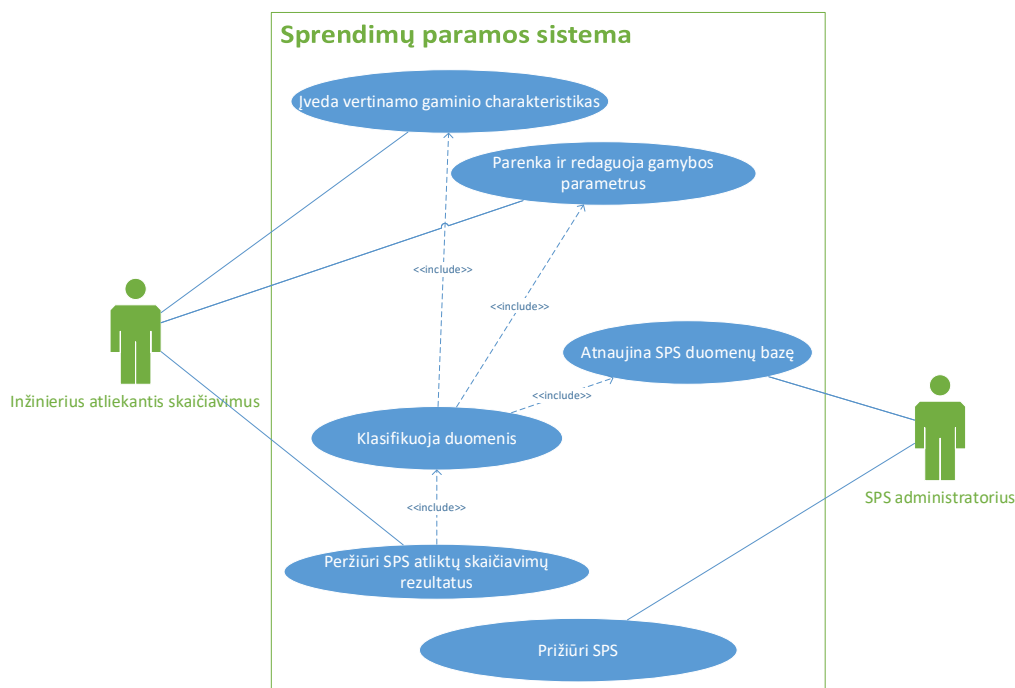 Sprendimų paramos sistema
Įveda vertinamo gaminio charakteristikas
Parenka ir redaguoja gamybos
parametrus
<<include>>
<<include>>
Atnaujina SPS duomenų bazę
<<include>>
Inžinierius atliekantis skaičiavimus
Klasifikuoja duomenis
SPS administratorius
<<include>>
Peržiūri SPS atliktų skaičiavimų
rezultatus
Prižiūri SPS